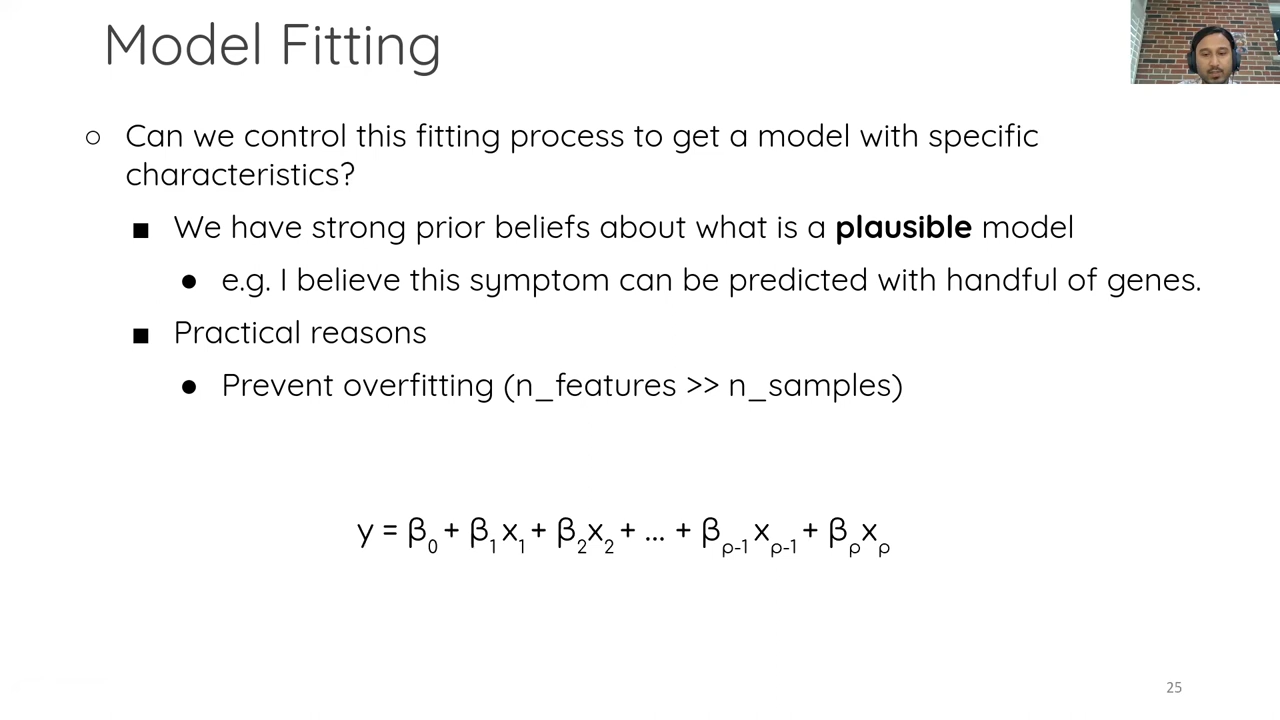 Model Fitting
○ Can we control this fitting process to get a model with specific
characteristics?
■ We have strong prior beliefs about what is a plausible model
● e.g. I believe this symptom can be predicted with handful of genes.
■ Practical reasons
● Prevent overfitting (n_features >> n_samples)
y = β₀ + β₁x₁ + β₂x₂ + ... + βρ-1xρ-1 + βρxρ
25